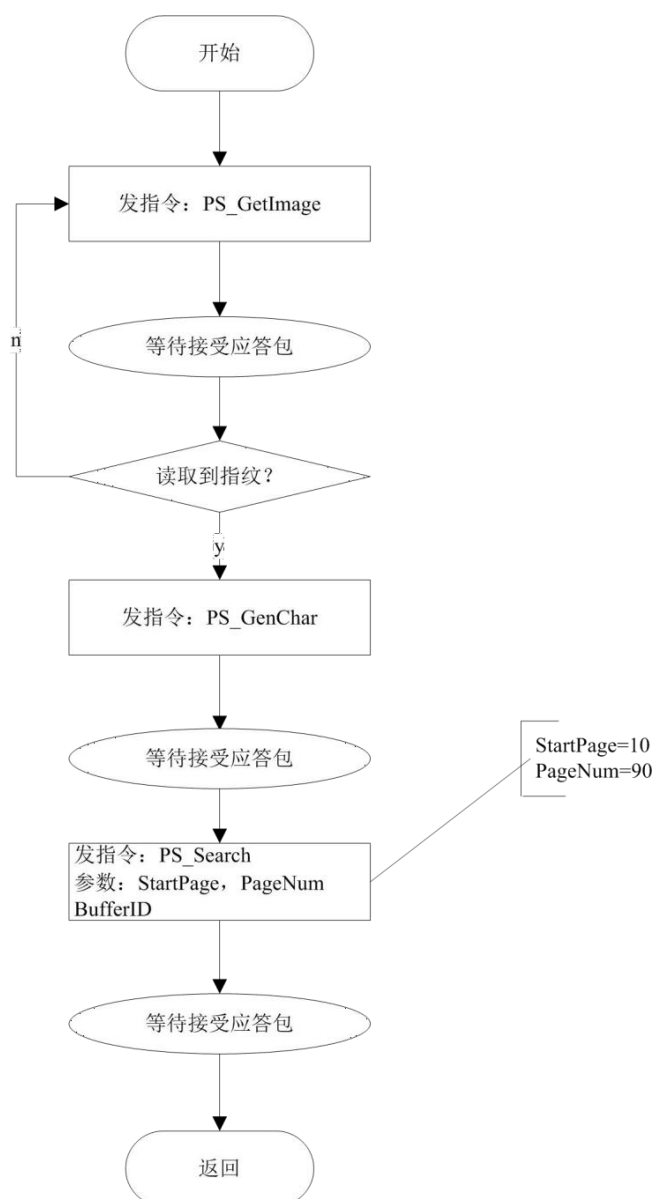 开始
发指令：PS_GetImage
n
等待接受应答包
读取到指纹？
y
发指令：PS_GenChar
等待接受应答包
StartPage=10
PageNum=90
发指令：PS_Search
参数：StartPage，PageNum
BufferID
等待接受应答包
返回